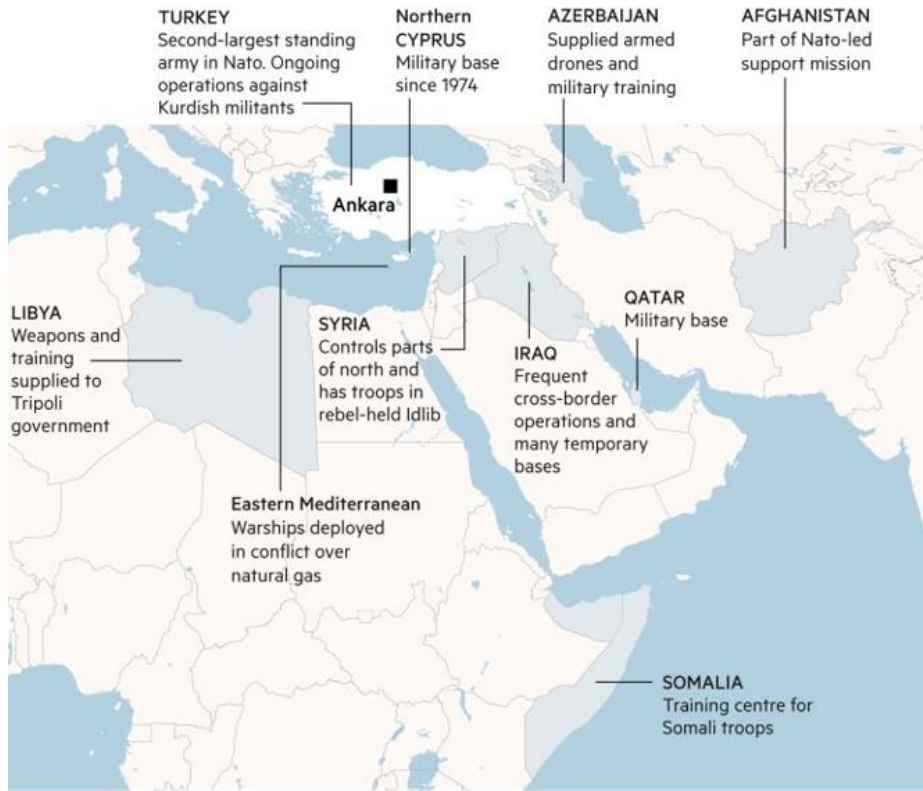 TURKEY
Second-largest standing
army in Nato. Ongoing
operations against
Kurdish militants
Northern
CYPRUS
Military base
since 1974
AZERBAIJAN
Supplied armed
drones and
military training
AFGHANISTAN
Part of Nato-led
support mission
Ankara
LIBYA
Weapons and
training
supplied to
Tripoli
government
SYRIA
Controls parts
of north and
has troops in
rebel-held Idlib
IRAQ
Frequent
cross-border
operations and
many temporary
bases
QATAR
Military base
Eastern Mediterranean
Warships deployed
in conflict over
natural gas
SOMALIA
Training centre for
Somali troops